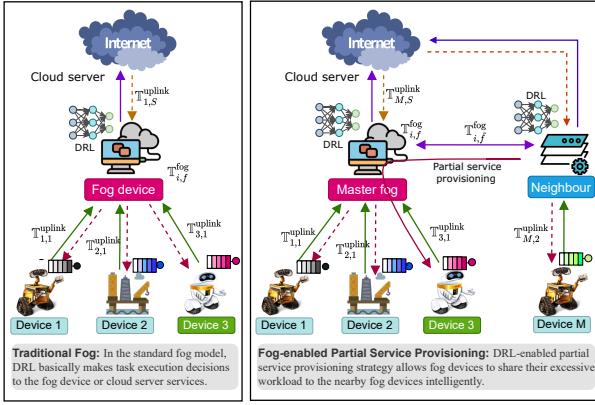 Internet
Cloud server
𝕋^uplink_1,S
DRL
𝕋^fog_i,f
Fog device
𝕋^uplink_1,1
𝕋^uplink_2,1
𝕋^uplink_3,1
Device 1
Device 2
Device 3
Traditional Fog: In the standard fog model,
DRL basically makes task execution decisions
to the fog device or cloud server services.
Internet
Cloud server
𝕋^uplink_M,S
DRL
DRL
𝕋^fog_i,f
𝕋^fog_i,f
Partial service
provisioning
Master fog
Neighbour
𝕋^uplink_1,1
𝕋^uplink_2,1
𝕋^uplink_3,1
𝕋^uplink_M,2
Device 1
Device 2
Device 3
Device M
Fog-enabled Partial Service Provisioning: DRL-enabled partial
service provisioning strategy allows fog devices to share their excessive
workload to the nearby fog devices intelligently.